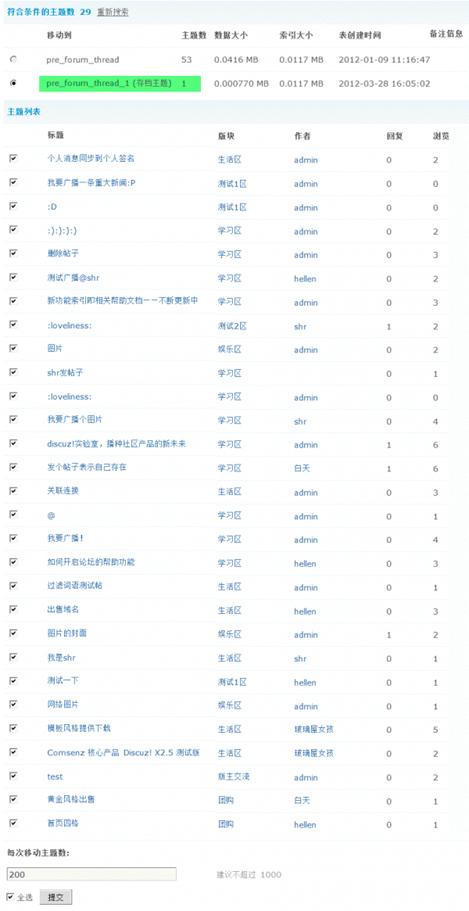 符合条件的主题数 29 重新搜索
移动到 主题数 数据大小 索引大小 表创建时间 备注信息
pre_forum_thread 53 0.0416 MB 0.0117 MB 2012-01-09 11:16:47
pre_forum_thread_1 (存档主题) 1 0.000770 MB 0.0117 MB 2012-03-28 16:05:02
主题列表
标题 版块 作者 回复 浏览
个人消息同步到个人签名 生活区 admin 0 2
我要广播一条重大新闻:P 测试1区 admin 0 0
:D 测试1区 admin 0 0
:):):):) 学习区 admin 0 2
删除帖子 学习区 admin 0 3
测试广播@shr 学习区 hellen 0 2
新功能索引即相关帮助文档——不断更新中 学习区 admin 0 3
:loveliness: 测试2区 shr 1 2
图片 娱乐区 admin 0 2
shr发帖子 学习区 0 1
:loveliness: 学习区 admin 0 0
我要广播个图片 学习区 shr 0 4
discuz!实验室，播种社区产品的新未来 学习区 admin 1 6
发个帖子表示自己存在 学习区 白天 1 6
关联连接 生活区 admin 0 3
@ 学习区 admin 0 1
我要广播！ 学习区 admin 0 4
如何开启论坛的帮助功能 学习区 hellen 0 3
过滤词语测试帖 生活区 admin 0 1
出售域名 生活区 hellen 0 3
图片的封面 娱乐区 admin 1 2
我是shr 生活区 shr 0 1
测试一下 测试1区 hellen 0 1
网络图片 娱乐区 admin 0 1
模板风格提供下载 生活区 玻璃屋女孩 0 5
Comsenz 核心产品 Discuz! X2.5 测试版 生活区 玻璃屋女孩 0 2
test 版主交流 admin 0 2
黄金风格出售 团购 白天 0 1
首页四格 团购 hellen 0 1
每次移动主题数:
200 建议不超过 1000
全选 提交